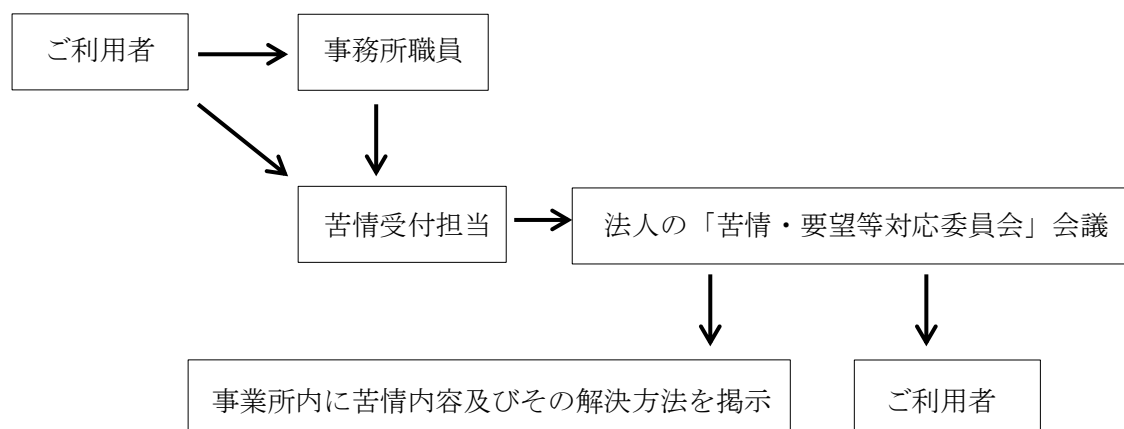 ご利用者
事務所職員
苦情受付担当
法人の「苦情・要望等対応委員会」会議
事業所内に苦情内容及びその解決方法を掲示
ご利用者